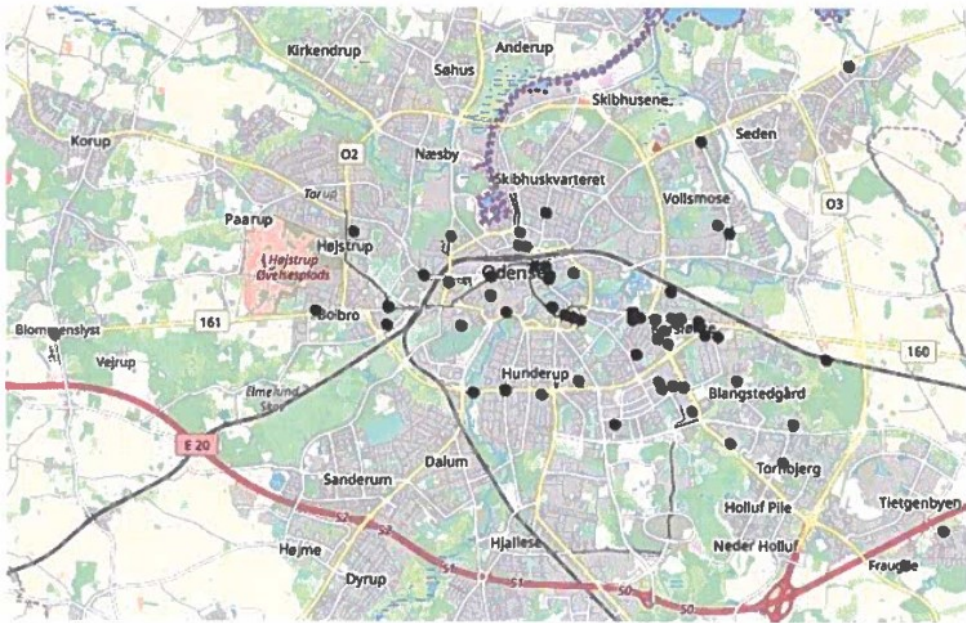 Kirkendrup
Anderup
Søhus
Skibhusene
Seden
Korup
O2
Næsby
Skibhuskvarteret
Tarup
Vollsmose
O3
Paarup
Højstrup
Højstrup
Øvelsesplads
Odense
Bolbro
161
Blommenslyst
160
Vejrup
Hunderup
Elmelund
Skov
Blangstedgård
E 20
Dalum
Sanderum
Tornbjerg
Holluf Pile
Tietgenbyen
52
52
Højme
Hjallese
Neder Holluf
51
51
Fraugde
Dyrup
50
50